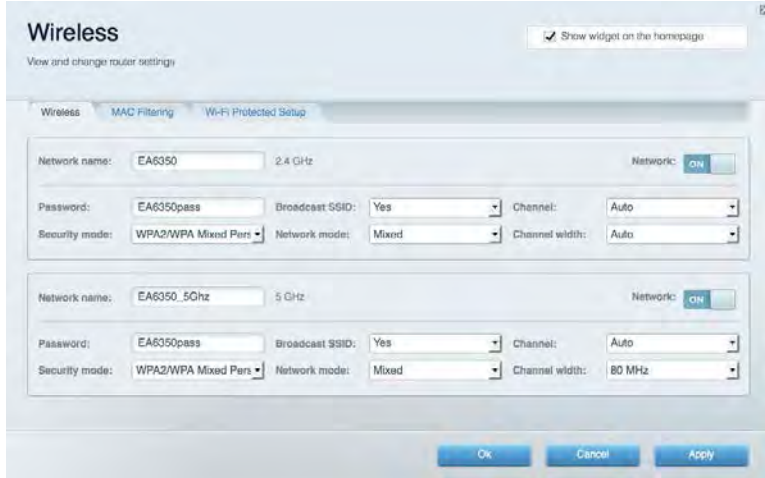 Wireless
Show widget on the homepage
View and change router settings
Wireless MAC Filtering Wi-Fi Protected Setup
Network name: EA6350 2.4 GHz Network: ON
Password: EA6350pass Broadcast SSID: Yes Channel: Auto
Security mode: WPA2/WPA Mixed Pers Network mode: Mixed Channel width: Auto
Network name: EA6350_5Ghz 5 GHz Network: ON
Password: EA6350pass Broadcast SSID: Yes Channel: Auto
Security mode: WPA2/WPA Mixed Pers Network mode: Mixed Channel width: 80 MHz
Ok Cancel Apply